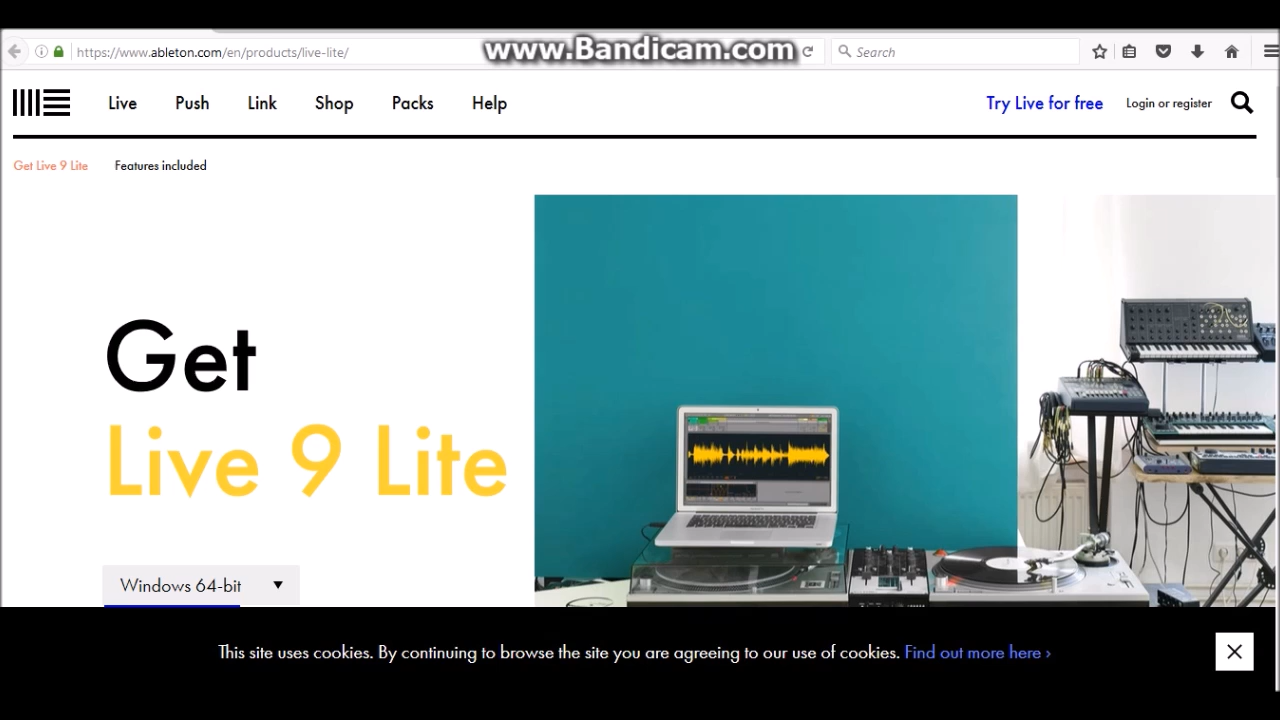 www.Bandicam.com
https://www.ableton.com/en/products/live-lite/
Search
Live Push Link Shop Packs Help Try Live for free Login or register
Get Live 9 Lite Features included
Get
Live 9 Lite
Windows 64-bit
This site uses cookies. By continuing to browse the site you are agreeing to our use of cookies. Find out more here ›